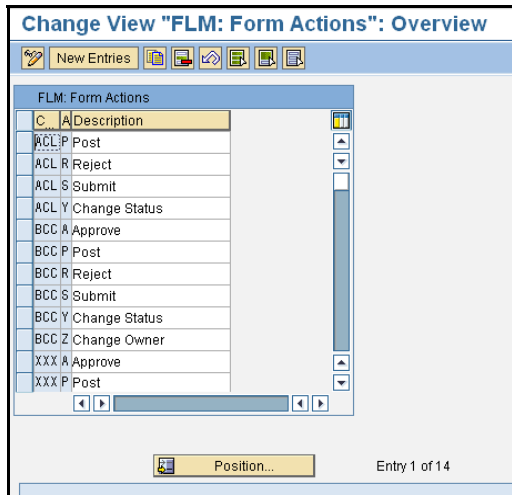 Change View "FLM: Form Actions": Overview
New Entries
FLM: Form Actions
C... A Description
ACL P Post
ACL R Reject
ACL S Submit
ACL Y Change Status
BCC A Approve
BCC P Post
BCC R Reject
BCC S Submit
BCC Y Change Status
BCC Z Change Owner
XXX A Approve
XXX P Post
Position... Entry 1 of 14